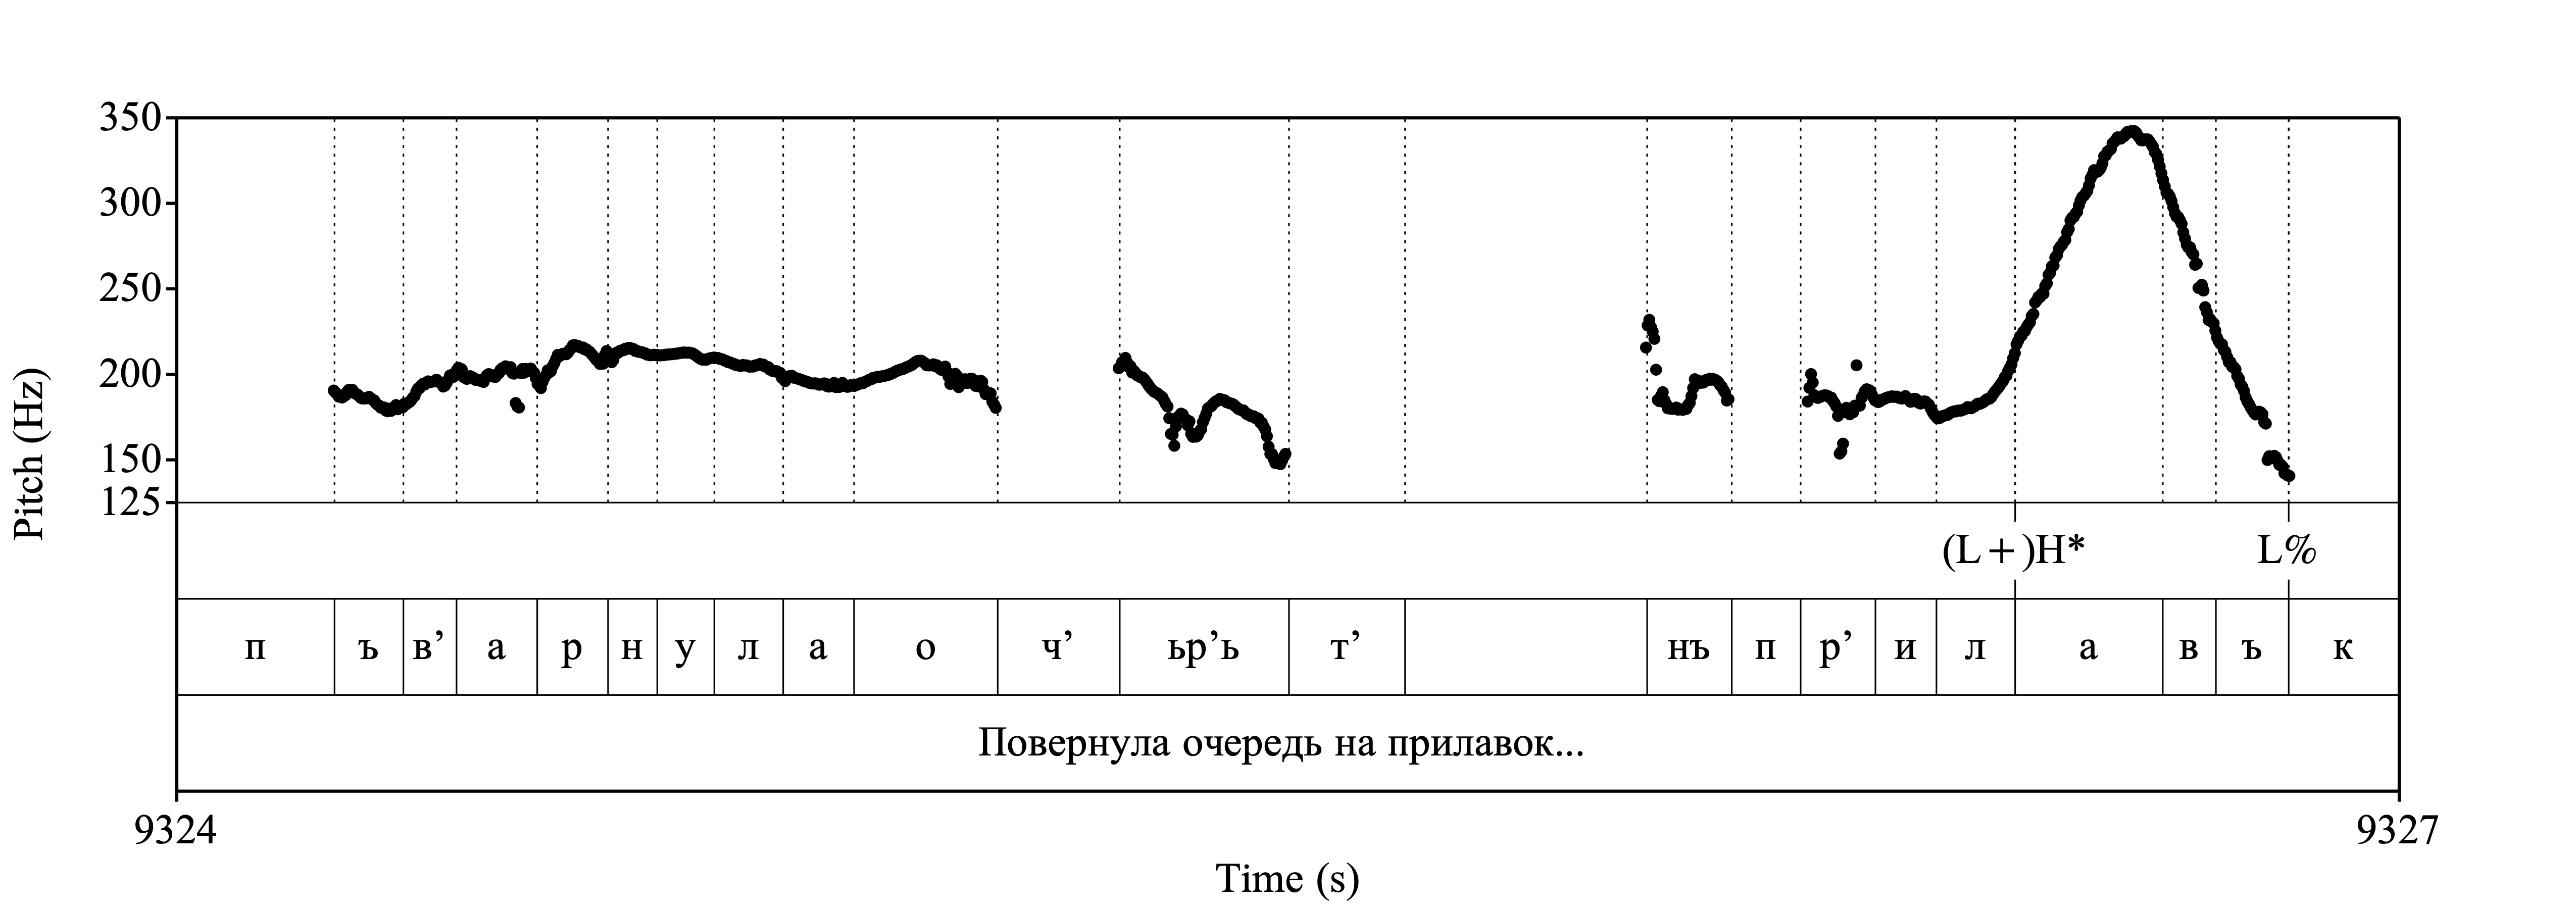 350
300
250
200
150
125
Pitch (Hz)
(L+)H* L%
п ъ в’ а р н у л а о ч’ ьр’ь т’ нъ п р’ и л а в ъ к
Повернула очередь на прилавок...
9324 9327
Time (s)